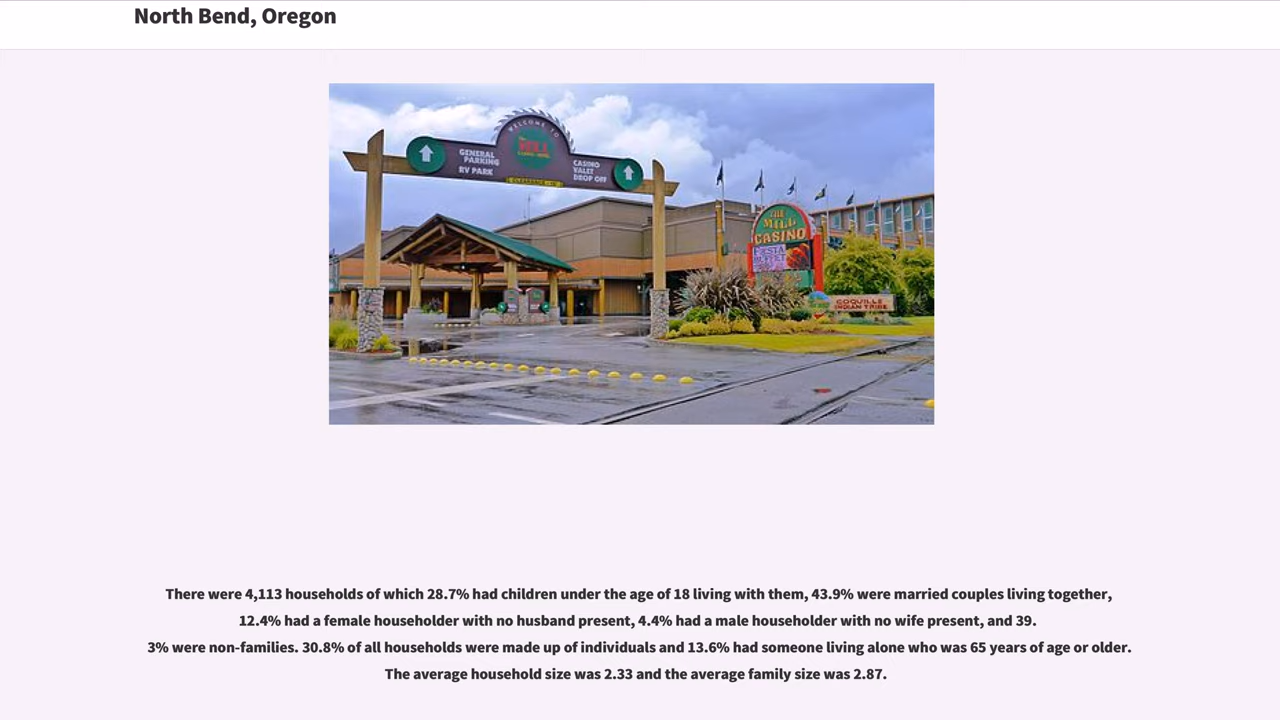 North Bend, Oregon
WELCOME TO
THE
MILL
CASINO • HOTEL
GENERAL
PARKING
RV PARK
CASINO
VALET
DROP OFF
CLEARANCE
THE
MILL
CASINO
FIESTA
BUFFET
COQUILLE
INDIAN TRIBE
There were 4,113 households of which 28.7% had children under the age of 18 living with them, 43.9% were married couples living together,
12.4% had a female householder with no husband present, 4.4% had a male householder with no wife present, and 39.
3% were non-families. 30.8% of all households were made up of individuals and 13.6% had someone living alone who was 65 years of age or older.
The average household size was 2.33 and the average family size was 2.87.